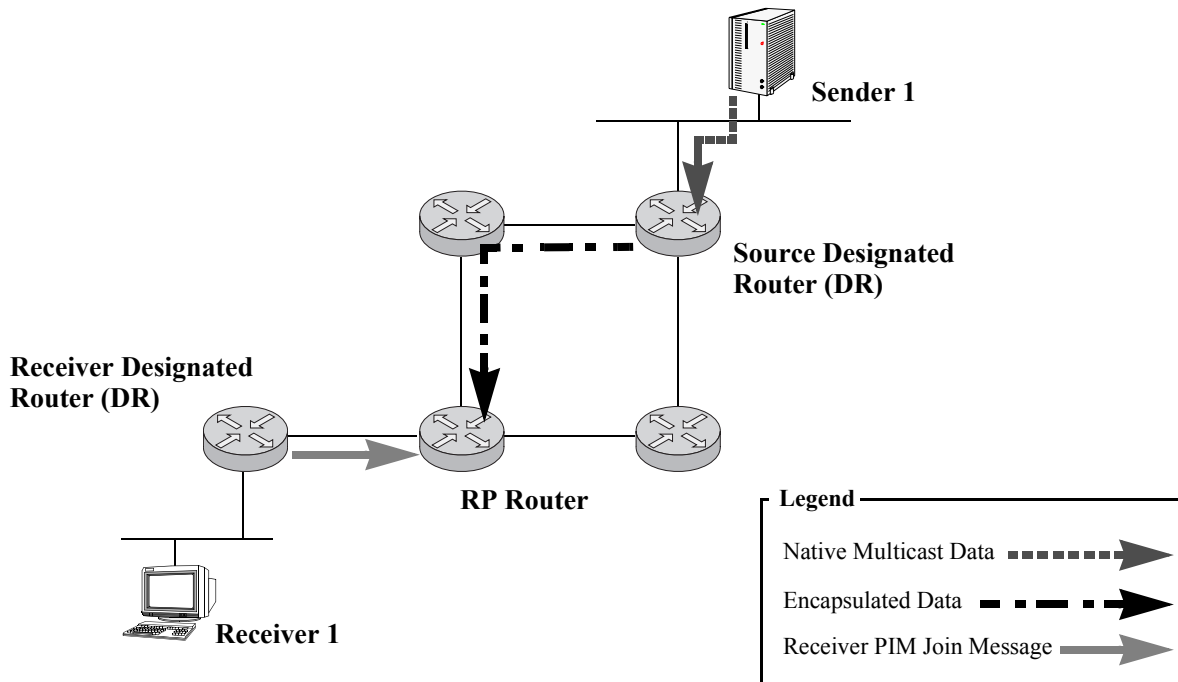 Sender 1
Source Designated
Router (DR)
Receiver Designated
Router (DR)
RP Router
Receiver 1
Legend
Native Multicast Data
Encapsulated Data
Receiver PIM Join Message